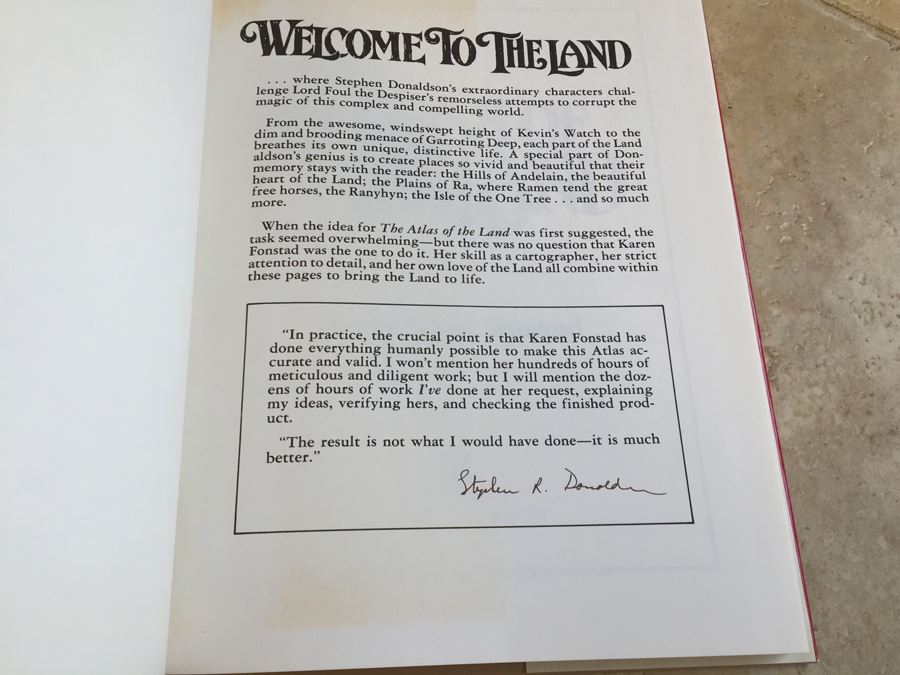 WELCOME TO THE LAND
. . . where Stephen Donaldson's extraordinary characters chal-
lenge Lord Foul the Despiser's remorseless attempts to corrupt the
magic of this complex and compelling world.
From the awesome, windswept height of Kevin's Watch to the
dim and brooding menace of Garroting Deep, each part of the Land
breathes its own unique, distinctive life. A special part of Don-
aldson's genius is to create places so vivid and beautiful that their
memory stays with the reader: the Hills of Andelain, the beautiful
heart of the Land; the Plains of Ra, where Ramen tend the great
free horses, the Ranyhyn; the Isle of the One Tree . . . and so much
more.
When the idea for The Atlas of the Land was first suggested, the
task seemed overwhelming—but there was no question that Karen
Fonstad was the one to do it. Her skill as a cartographer, her strict
attention to detail, and her own love of the Land all combine within
these pages to bring the Land to life.
"In practice, the crucial point is that Karen Fonstad has
done everything humanly possible to make this Atlas ac-
curate and valid. I won't mention her hundreds of hours of
meticulous and diligent work; but I will mention the doz-
ens of hours of work I've done at her request, explaining
my ideas, verifying hers, and checking the finished prod-
uct.
"The result is not what I would have done—it is much
better."
Stephen R. Donaldson